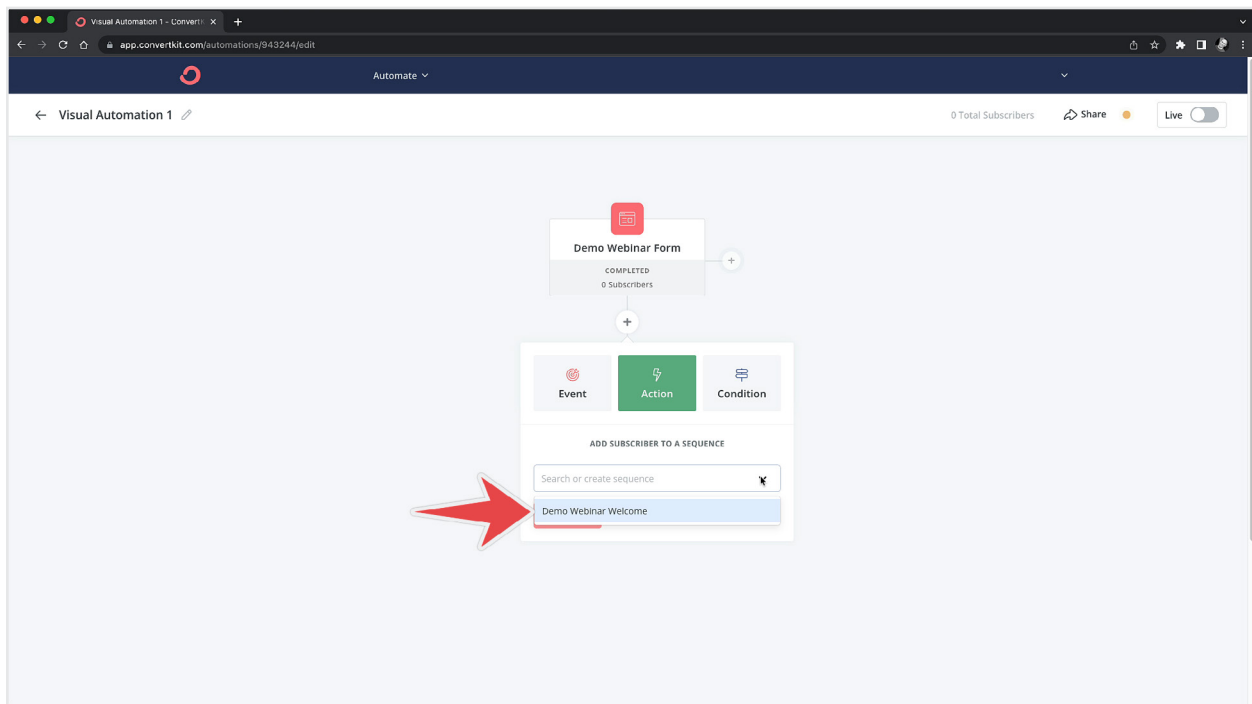 Visual Automation 1 - ConvertK
app.convertkit.com/automations/943244/edit
Automate
Visual Automation 1
0 Total Subscribers
Share
Live
Demo Webinar Form
COMPLETED
0 Subscribers
Event
Action
Condition
ADD SUBSCRIBER TO A SEQUENCE
Search or create sequence
Demo Webinar Welcome